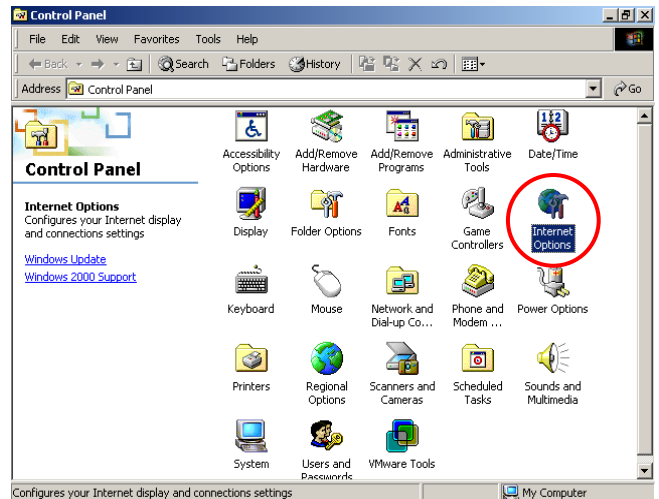 Control Panel
File Edit View Favorites Tools Help
Back Search Folders History
Address Control Panel Go
Control Panel
Internet Options
Configures your Internet display
and connections settings
Windows Update
Windows 2000 Support
Accessibility
Options
Add/Remove
Hardware
Add/Remove
Programs
Administrative
Tools
12
Date/Time
Display
Folder Options
Fonts
Game
Controllers
Internet
Options
Keyboard
Mouse
Network and
Dial-up Co...
Phone and
Modem ...
Power Options
Printers
Regional
Options
Scanners and
Cameras
Scheduled
Tasks
Sounds and
Multimedia
System
Users and
Passwords
VMware Tools
Configures your Internet display and connections settings
My Computer